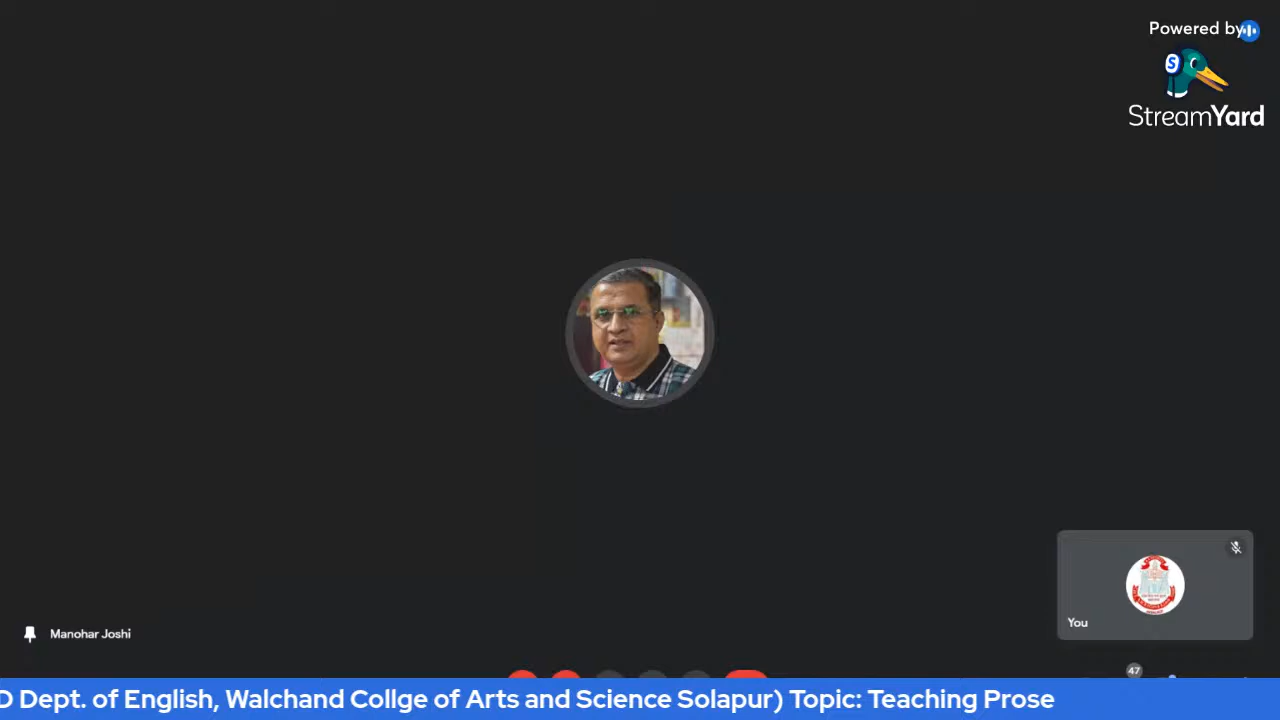 Powered by
S
StreamYard
You
Manohar Joshi
47
D Dept. of English, Walchand Collge of Arts and Science Solapur) Topic: Teaching Prose